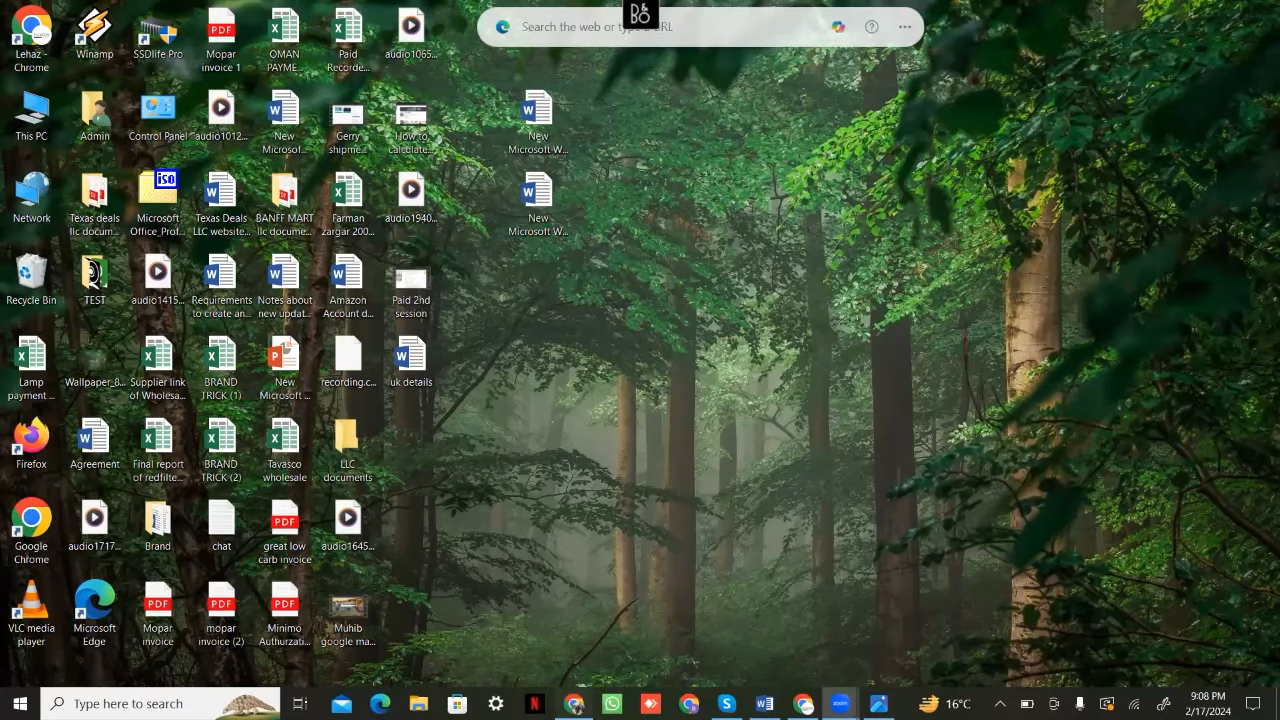 Search the web or type a URL
Lehaz -
Chrome
Winamp
SSDlife Pro
Mopar
invoice 1
OMAN
PAYME...
Paid
Recorde...
audio1065...
This PC
Admin
Control Panel
audio1012...
New
Microsof...
Gerry
shipme...
How to
calculate...
New
Microsoft W...
Network
Texas deals
llc docum...
ISO
Microsoft
Office_Prof...
Texas Deals
LLC website...
BANFF MART
llc docume...
Farman
zargar 200...
audio1940...
New
Microsoft W...
Recycle Bin
TEST
audio1415...
Requirements
to create an...
Notes about
new updat...
Amazon
Account d...
Paid 2nd
session
Lamp
payment ...
Wallpaper_8...
Supplier link
of Wholesa...
BRAND
TRICK (1)
New
Microsoft ...
recording.c...
uk details
Firefox
Agreement
Final report
of redfilte...
BRAND
TRICK (2)
Tavasco
wholesale
LLC
documents
Google
Chrome
audio1717...
Brand
chat
PDF
great low
carb invoice
audio1645...
VLC media
player
Microsoft
Edge
PDF
Mopar
invoice
PDF
mopar
invoice (2)
PDF
Minimo
Authurzati...
Muhib
google ma...
Type here to search
zoom
16°C
9:08 PM
2/17/2024